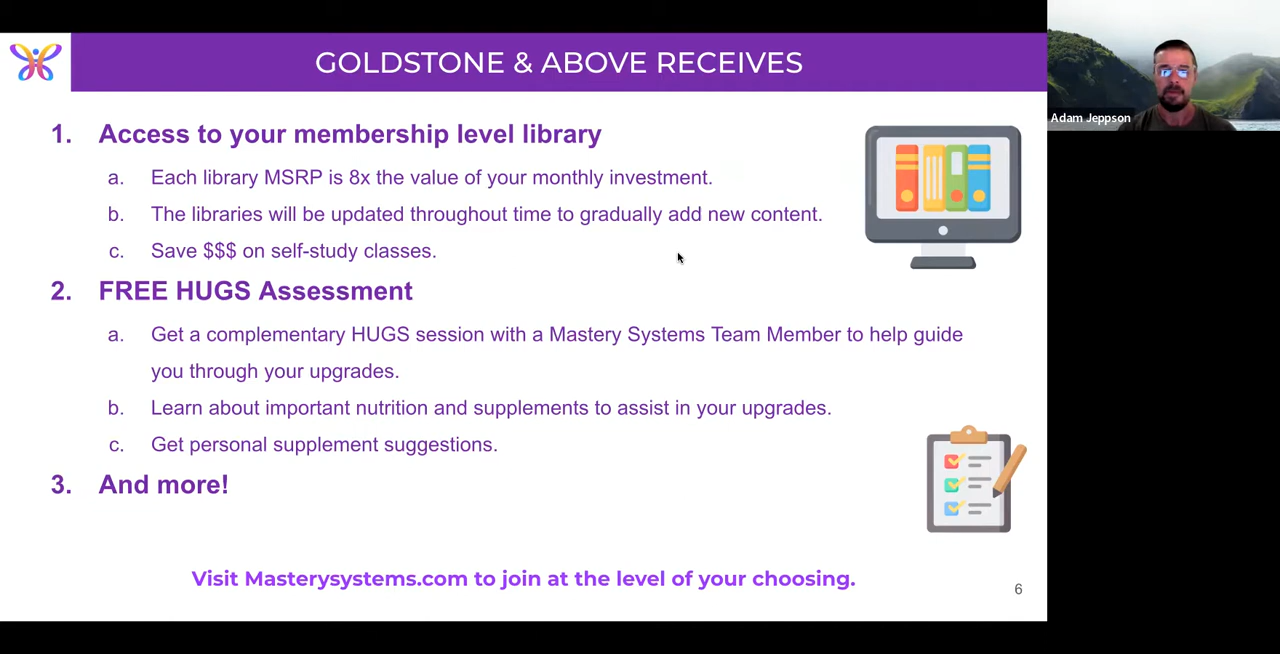 GOLDSTONE & ABOVE RECEIVES
Adam Jeppson
1. Access to your membership level library
a. Each library MSRP is 8x the value of your monthly investment.
b. The libraries will be updated throughout time to gradually add new content.
c. Save $$$ on self-study classes.
2. FREE HUGS Assessment
a. Get a complementary HUGS session with a Mastery Systems Team Member to help guide
you through your upgrades.
b. Learn about important nutrition and supplements to assist in your upgrades.
c. Get personal supplement suggestions.
3. And more!
Visit Masterysystems.com to join at the level of your choosing.
6